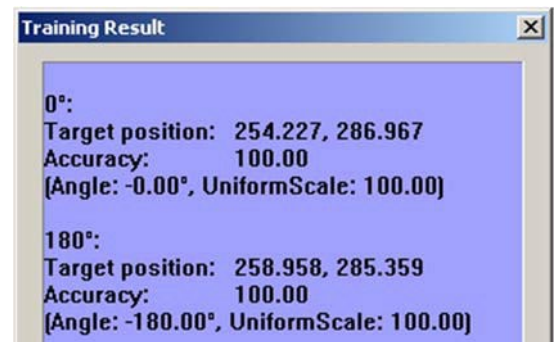 Training Result
0°:
Target position: 254.227, 286.967
Accuracy: 100.00
(Angle: -0.00°, UniformScale: 100.00)
180°:
Target position: 258.958, 285.359
Accuracy: 100.00
(Angle: -180.00°, UniformScale: 100.00)